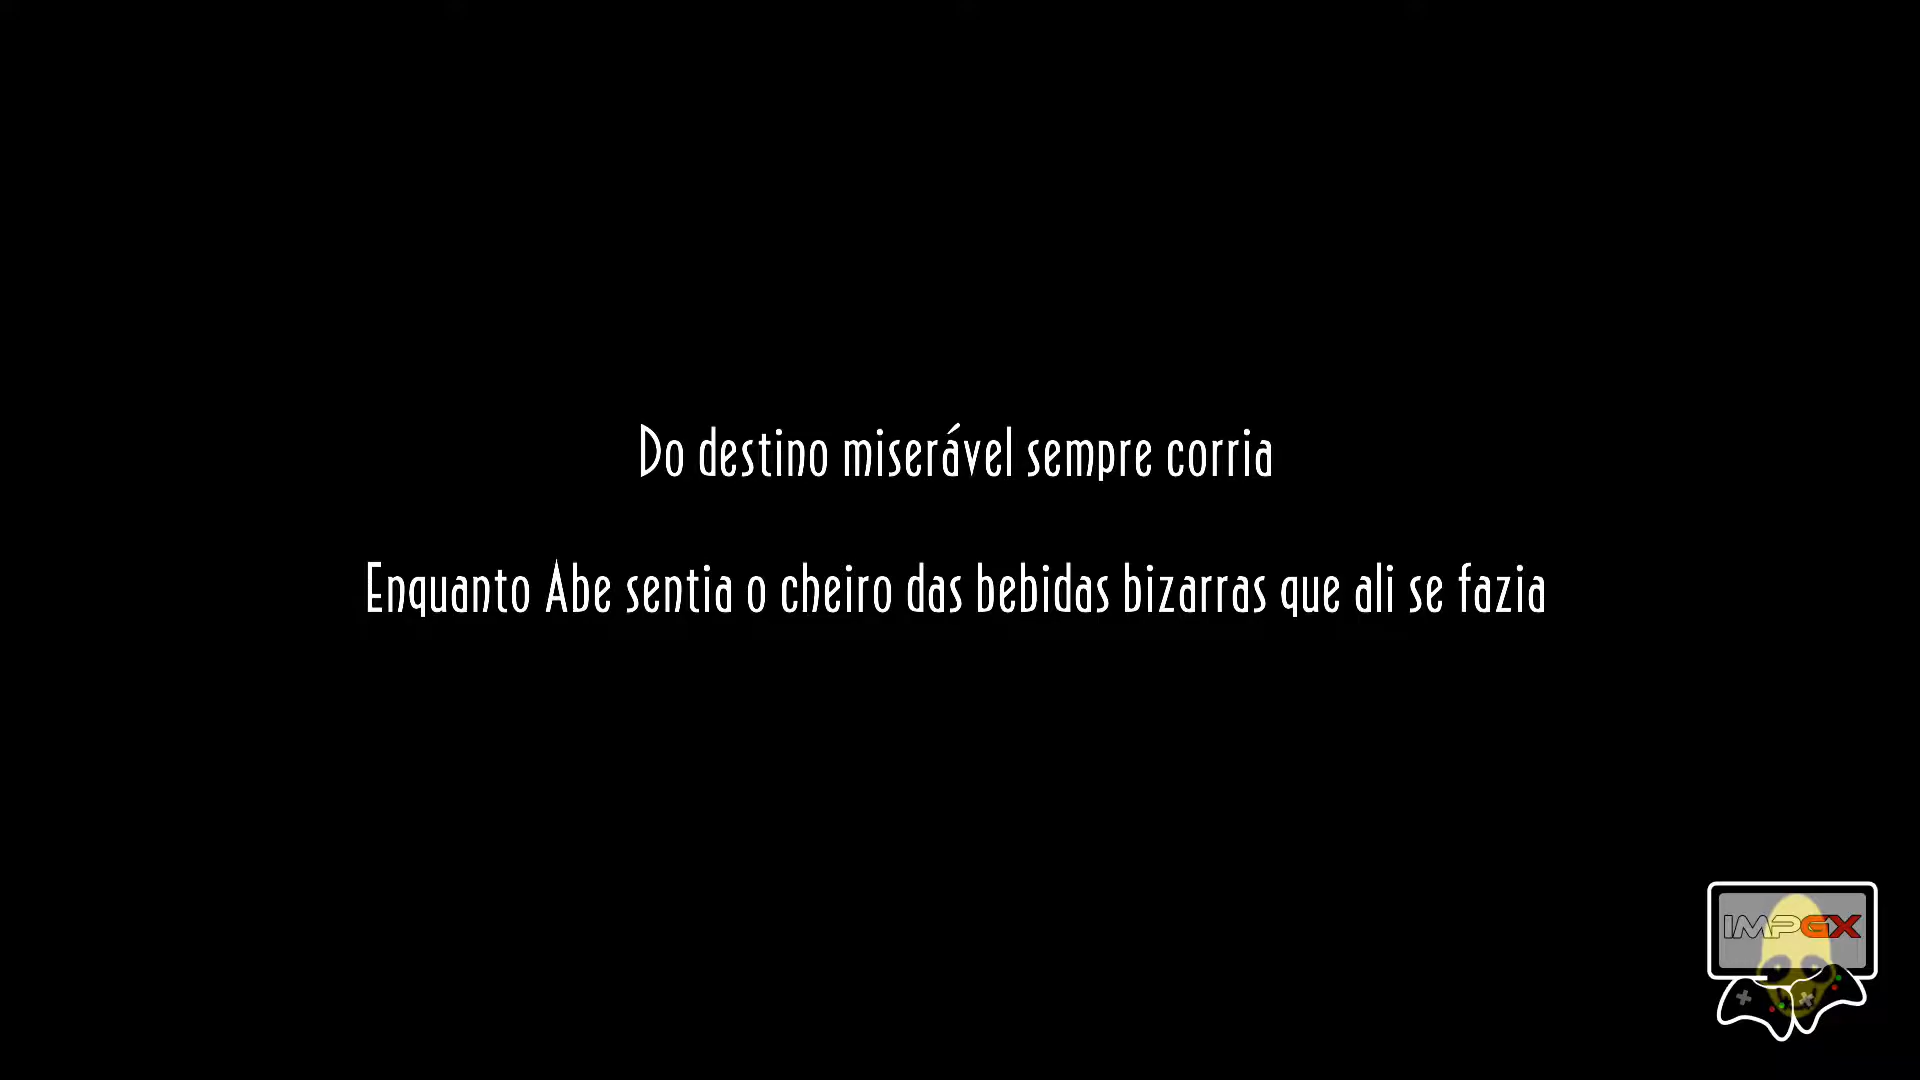 Do destino miserável sempre corria
Enquanto Abe sentia o cheiro das bebidas bizarras que ali se fazia
IMPGX